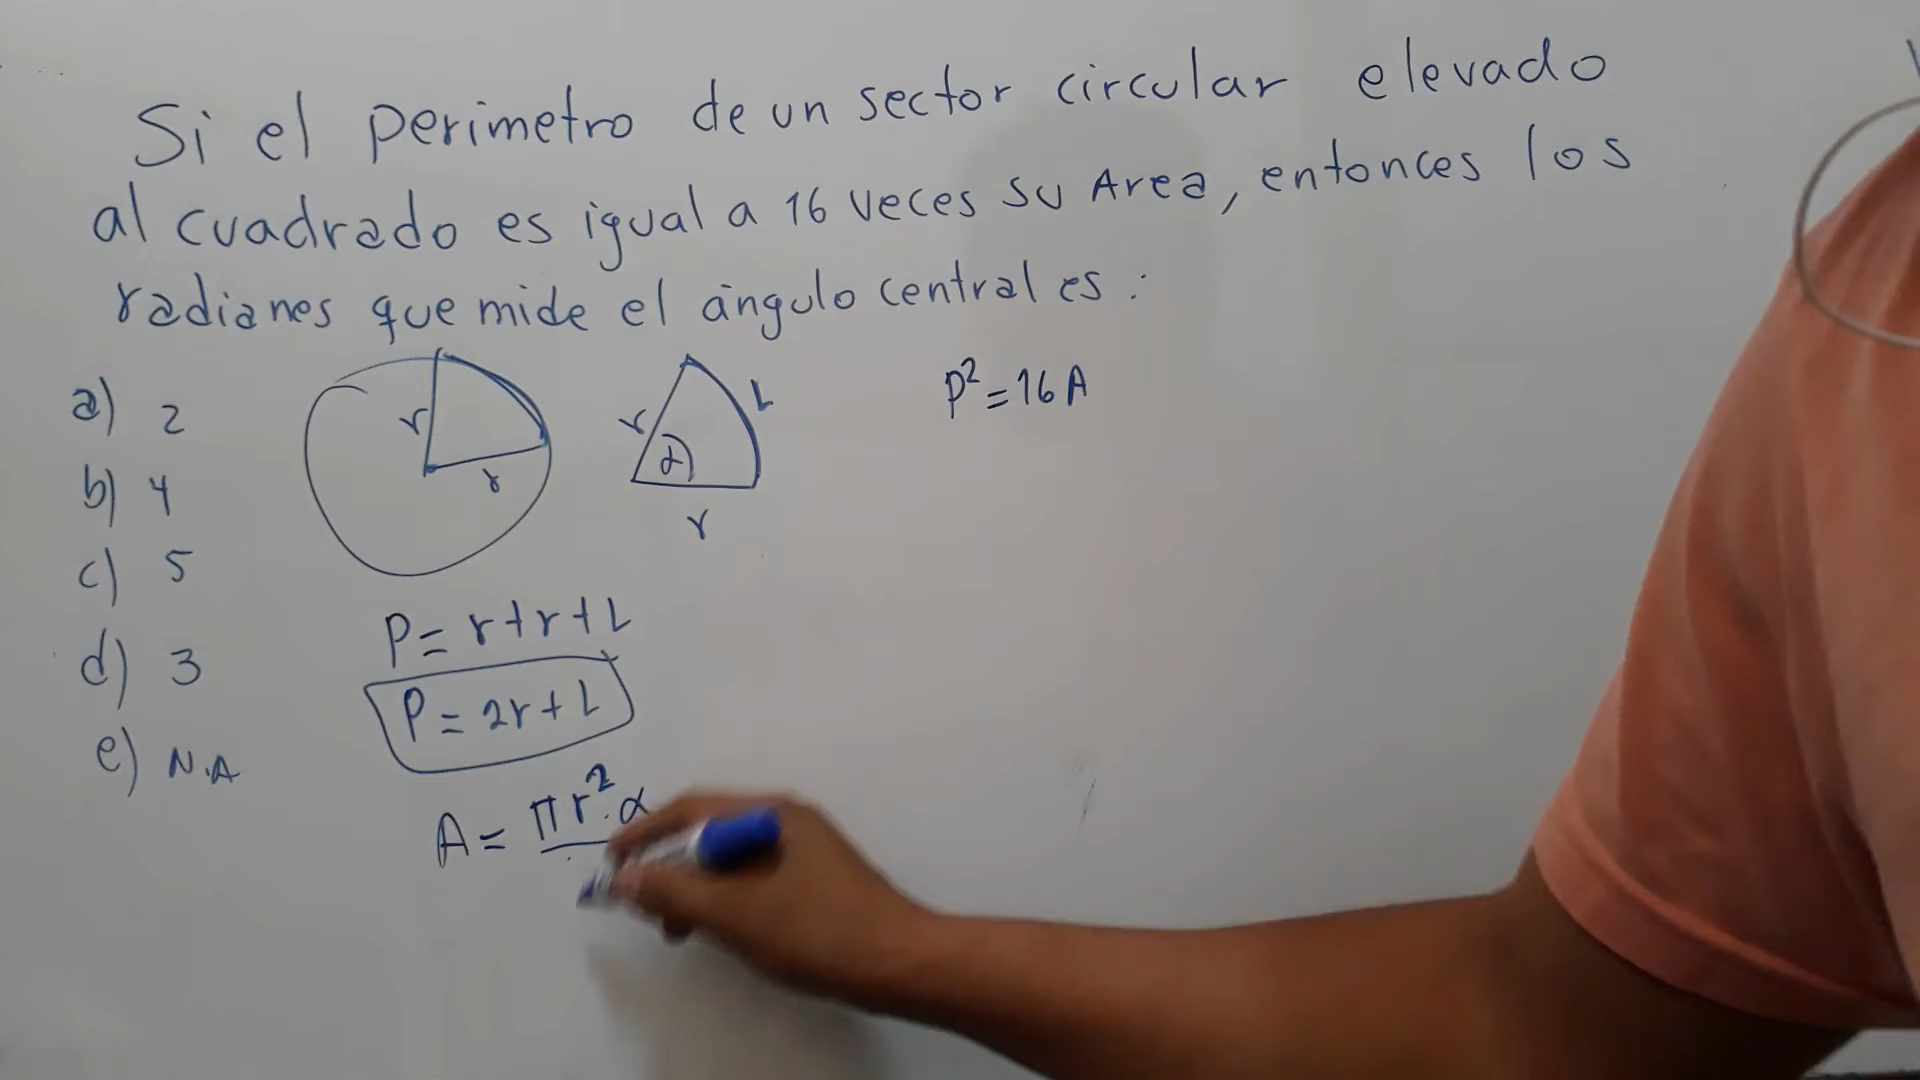 Si el perimetro de un sector circular elevado
al cuadrado es igual a 16 veces su Area, entonces los
radianes que mide el ángulo central es :
a) 2
b) 4
c) 5
d) 3
e) N.A
r
r
r
α
L
r
P² = 16 A
P = r + r + L
P = 2r + L
A = πr².α